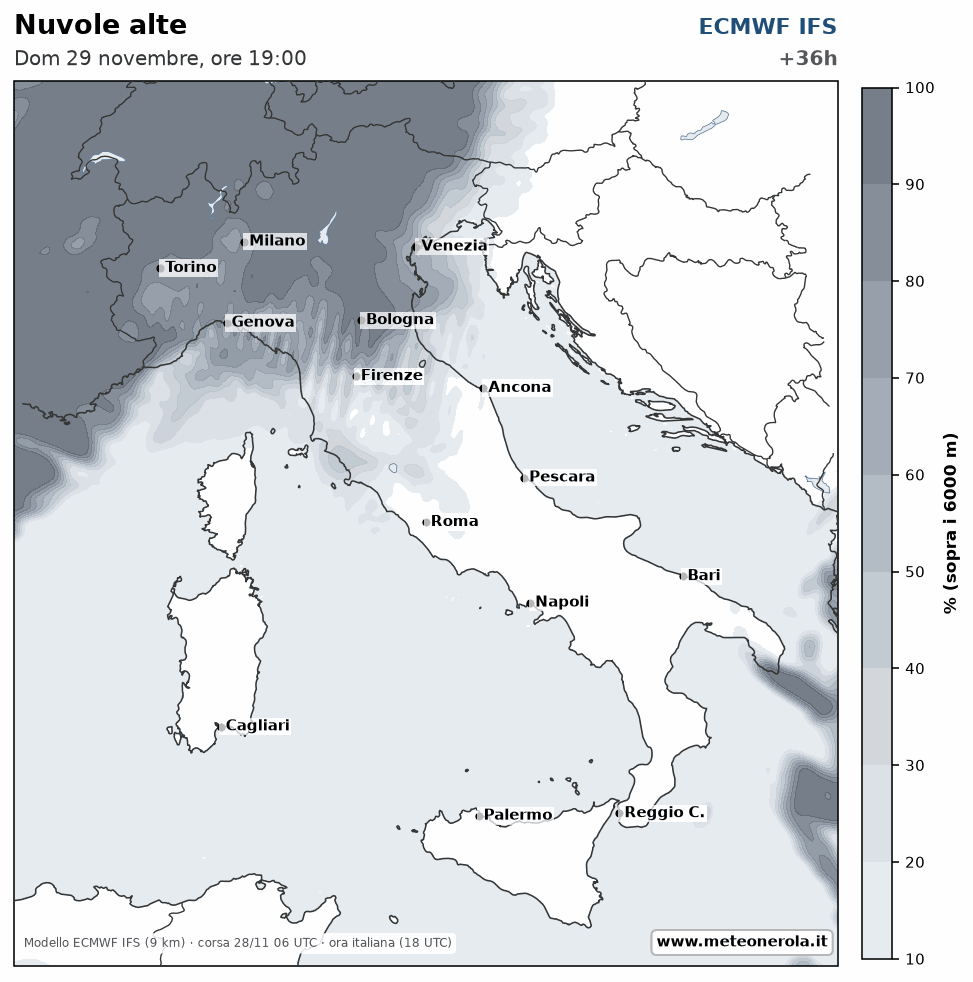 Nuvole alte
ECMWF IFS
Dom 29 novembre, ore 19:00
+36h
Milano
Venezia
Torino
Genova
Bologna
Firenze
Ancona
Pescara
Roma
Bari
Napoli
Cagliari
Palermo
Reggio C.
100
90
80
70
60
50
40
30
20
10
% (sopra i 6000 m)
Modello ECMWF IFS (9 km) · corsa 28/11 06 UTC · ora italiana (18 UTC)
www.meteonerola.it